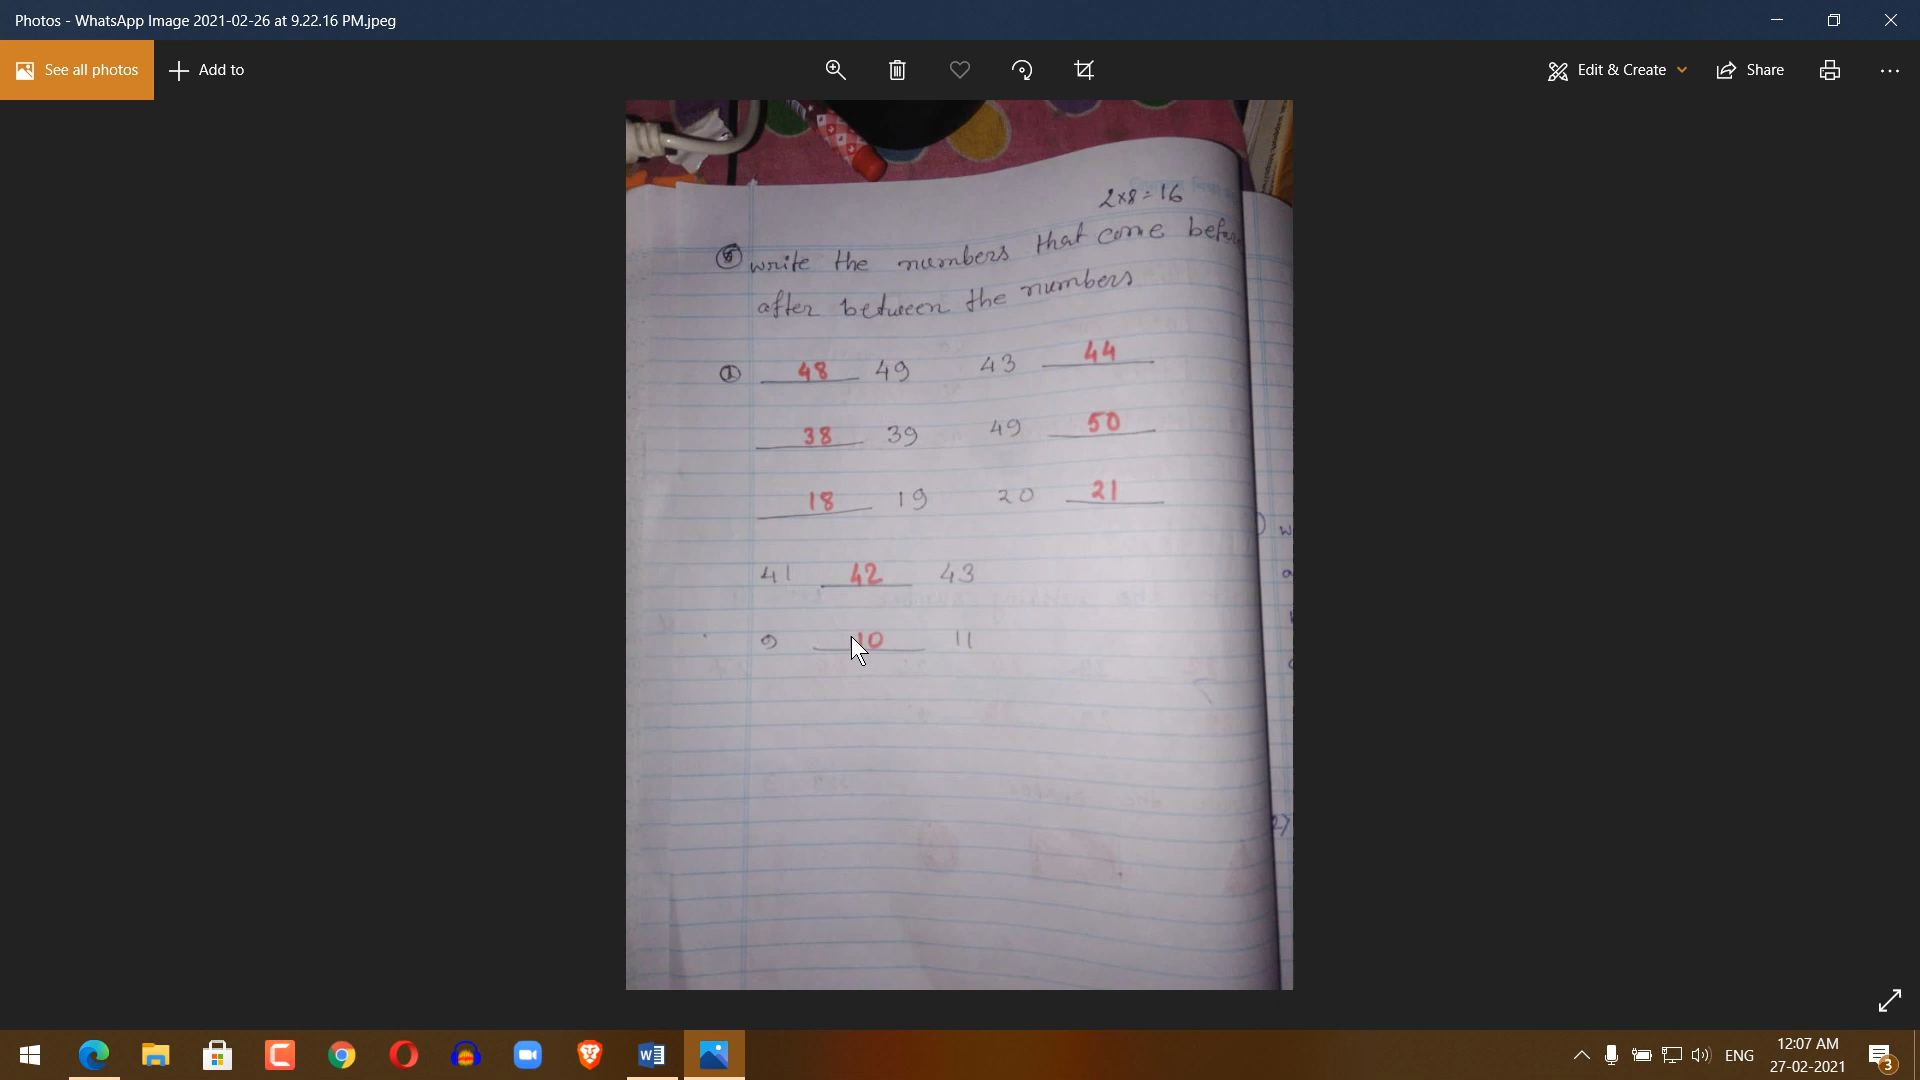 Photos - WhatsApp Image 2021-02-26 at 9.22.16 PM.jpeg
See all photos
Add to
Edit & Create
Share
2x8=16
write the numbers that come befor
after between the numbers
① 48 49 43 44
38 39 49 50
18 19 20 21
41 42 43
9 10 11
ENG
12:07 AM
27-02-2021
3